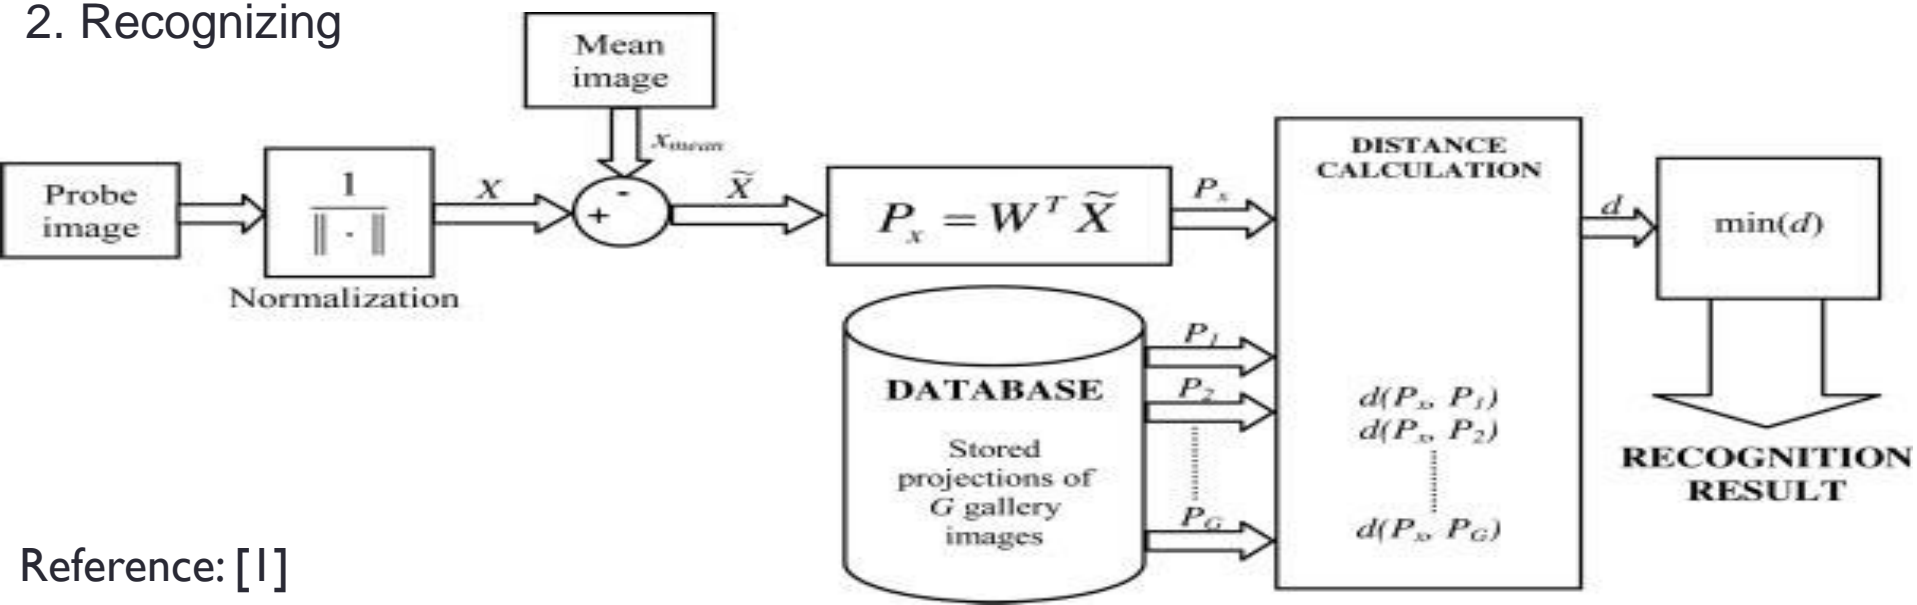 2. Recognizing
Mean
image
x_mean
Probe
image
1
‖ · ‖
Normalization
X
-
+
X̃
P_x = W^T X̃
P_x
DISTANCE
CALCULATION
d
min(d)
DATABASE
Stored
projections of
G gallery
images
P_1
P_2
P_G
d(P_x, P_1)
d(P_x, P_2)
d(P_x, P_G)
RECOGNITION
RESULT
Reference: [1]